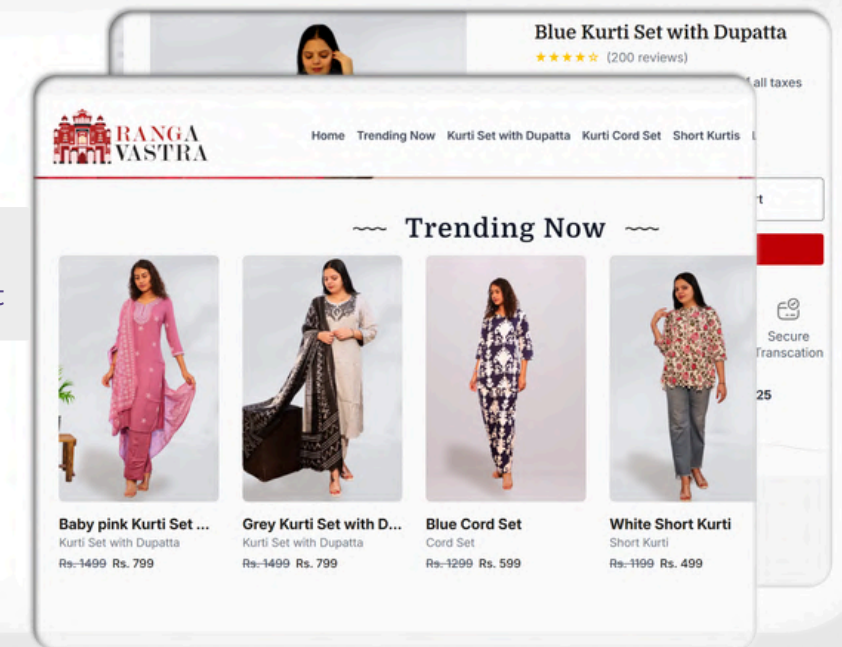 Blue Kurti Set with Dupatta
(200 reviews)
all taxes
RANGA
VASTRA
Home Trending Now Kurti Set with Dupatta Kurti Cord Set Short Kurtis
Trending Now
Secure
Transcation
25
Baby pink Kurti Set ...
Kurti Set with Dupatta
Rs. 1499 Rs. 799
Grey Kurti Set with D...
Kurti Set with Dupatta
Rs. 1499 Rs. 799
Blue Cord Set
Cord Set
Rs. 1299 Rs. 599
White Short Kurti
Short Kurti
Rs. 1199 Rs. 499